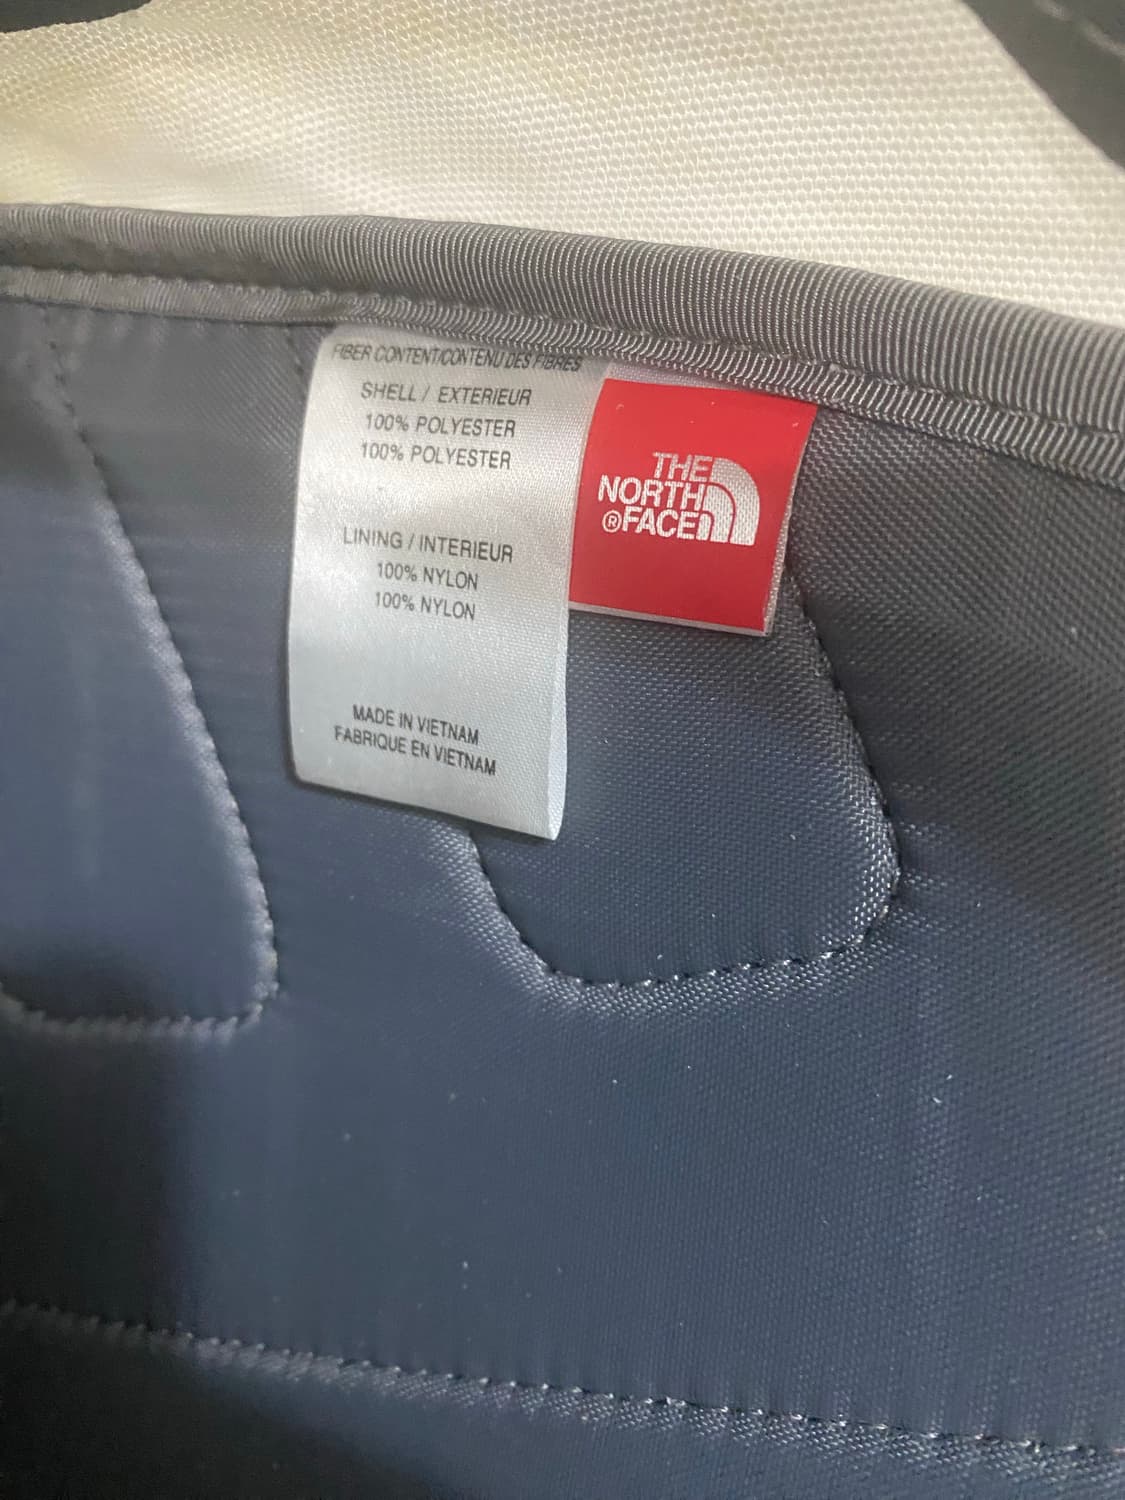 FIBER CONTENT/CONTENU DES FIBRES
SHELL / EXTERIEUR
100% POLYESTER
100% POLYESTER
LINING / INTERIEUR
100% NYLON
100% NYLON
MADE IN VIETNAM
FABRIQUE EN VIETNAM
THE
NORTH
®FACE